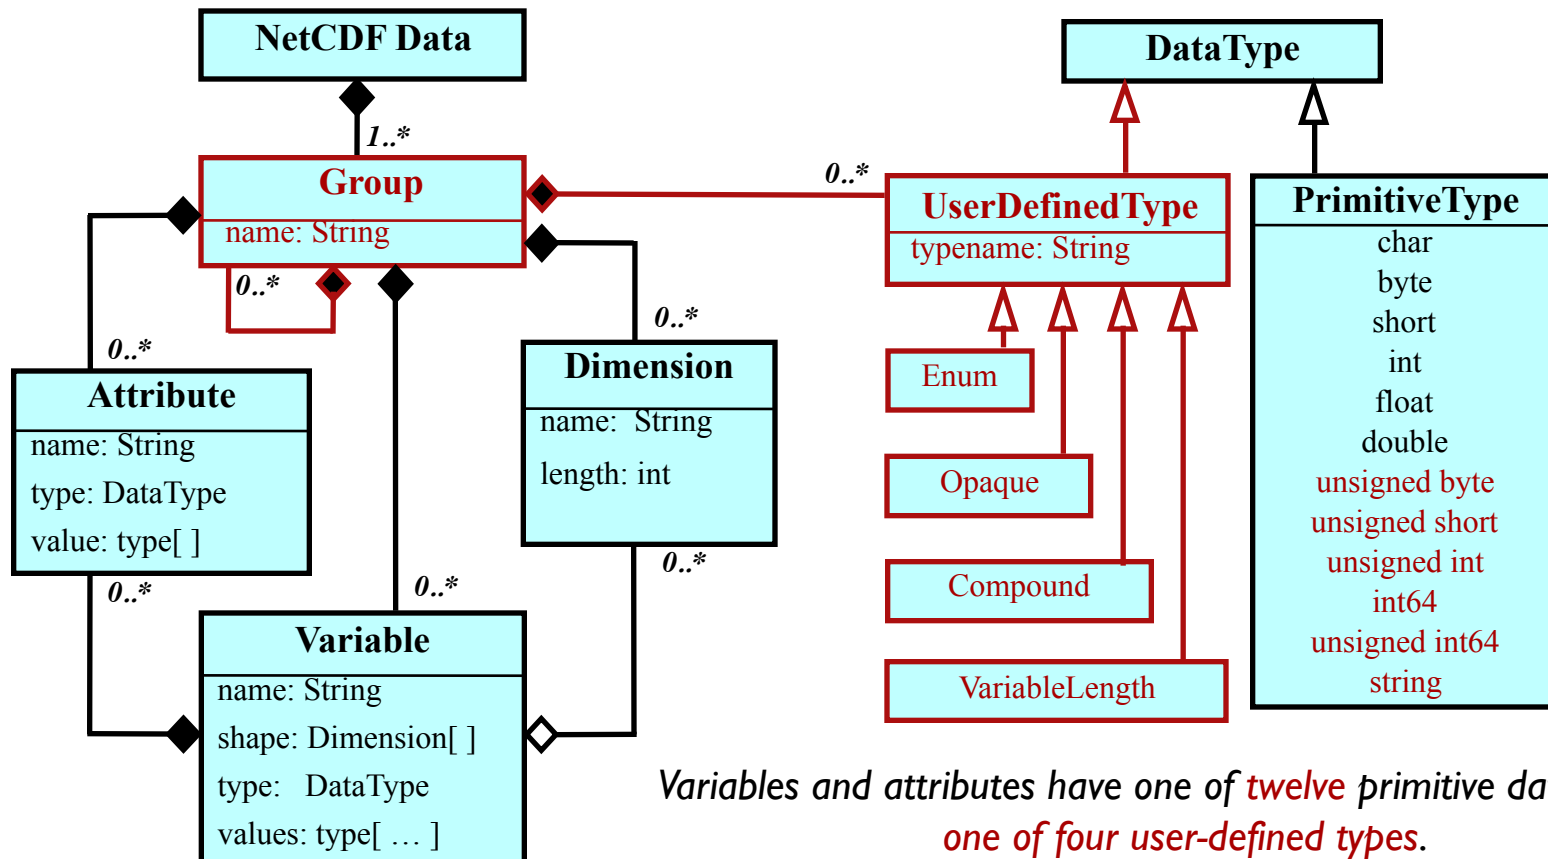 NetCDF Data
1..*
Group
name: String
0..*
0..*
Attribute
name: String
type: DataType
value: type[ ]
0..*
0..*
Variable
name: String
shape: Dimension[ ]
type: DataType
values: type[ … ]
0..*
Dimension
name: String
length: int
0..*
0..*
DataType
UserDefinedType
typename: String
Enum
Opaque
Compound
VariableLength
PrimitiveType
char
byte
short
int
float
double
unsigned byte
unsigned short
unsigned int
int64
unsigned int64
string
Variables and attributes have one of twelve primitive da
one of four user-defined types.